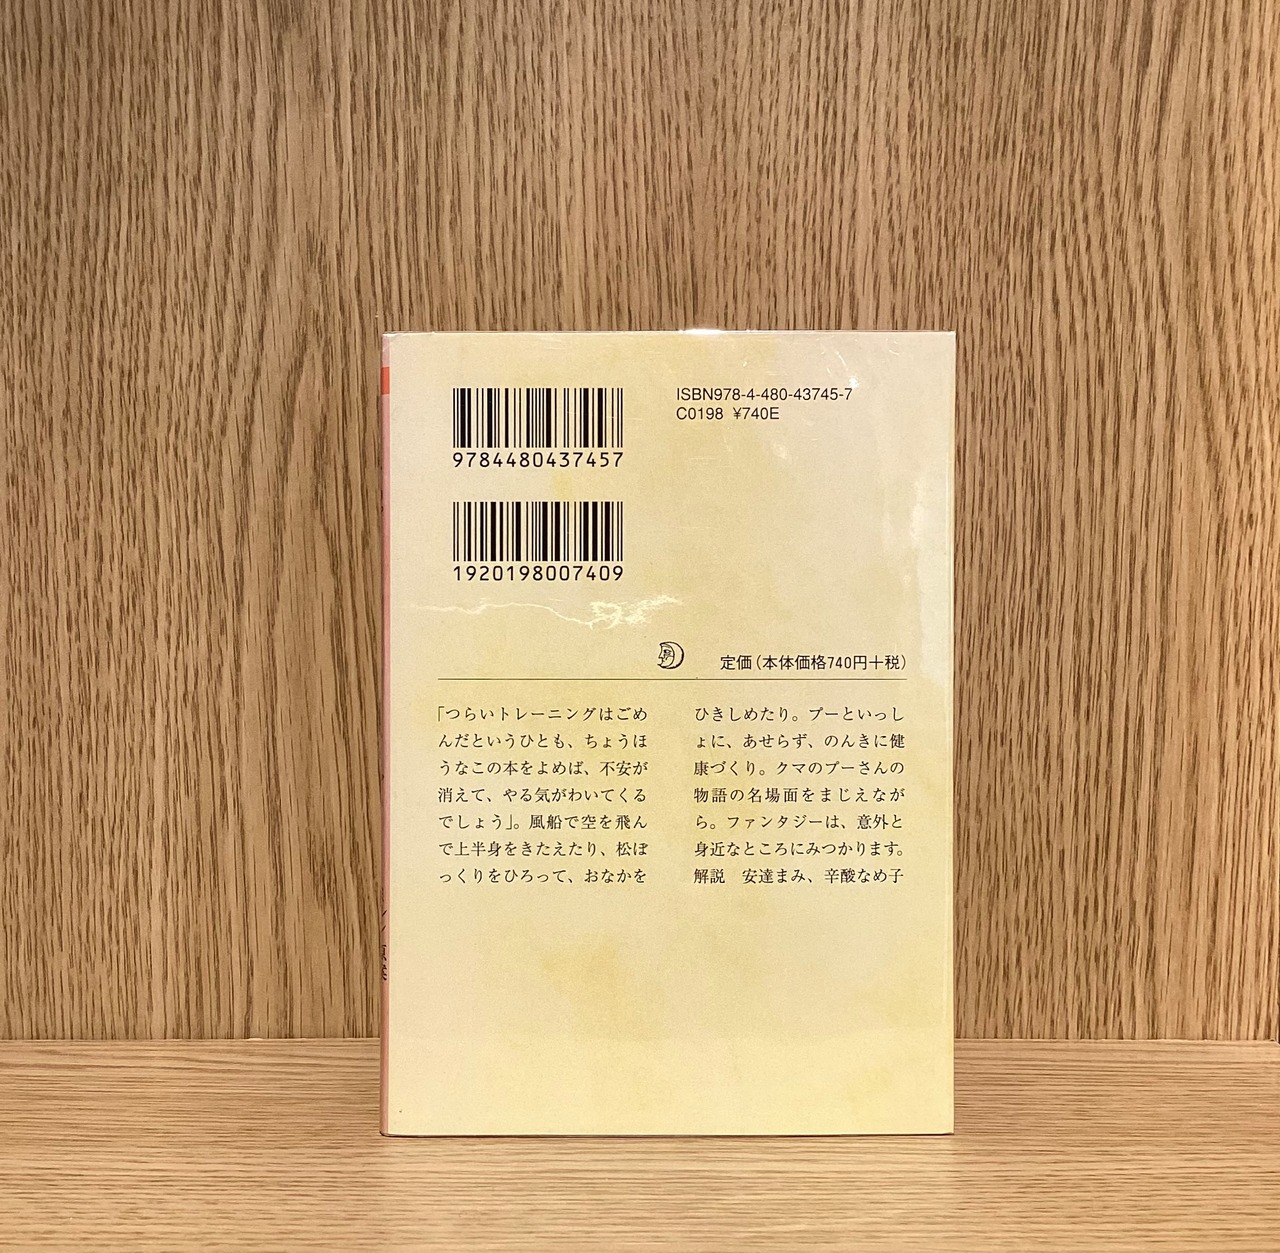 9784480437457
1920198007409
ISBN978-4-480-43745-7
C0198 ¥740E
定価(本体価格740円+税)
「つらいトレーニングはごめ
んだというひとも、ちょうほ
うなこの本をよめば、不安が
消えて、やる気がわいてくる
でしょう」。風船で空を飛ん
で上半身をきたえたり、松ぼ
っくりをひろって、おなかを
ひきしめたり。プーといっし
ょに、あせらず、のんきに健
康づくり。クマのプーさんの
物語の名場面をまじえなが
ら。ファンタジーは、意外と
身近なところにみつかります。
解説 安達まみ、辛酸なめ子